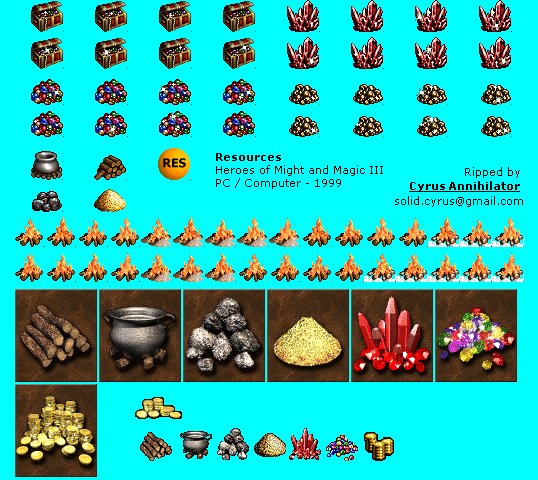 RES
Resources
Heroes of Might and Magic III
PC / Computer - 1999
Ripped by
Cyrus Annihilator
solid.cyrus@gmail.com